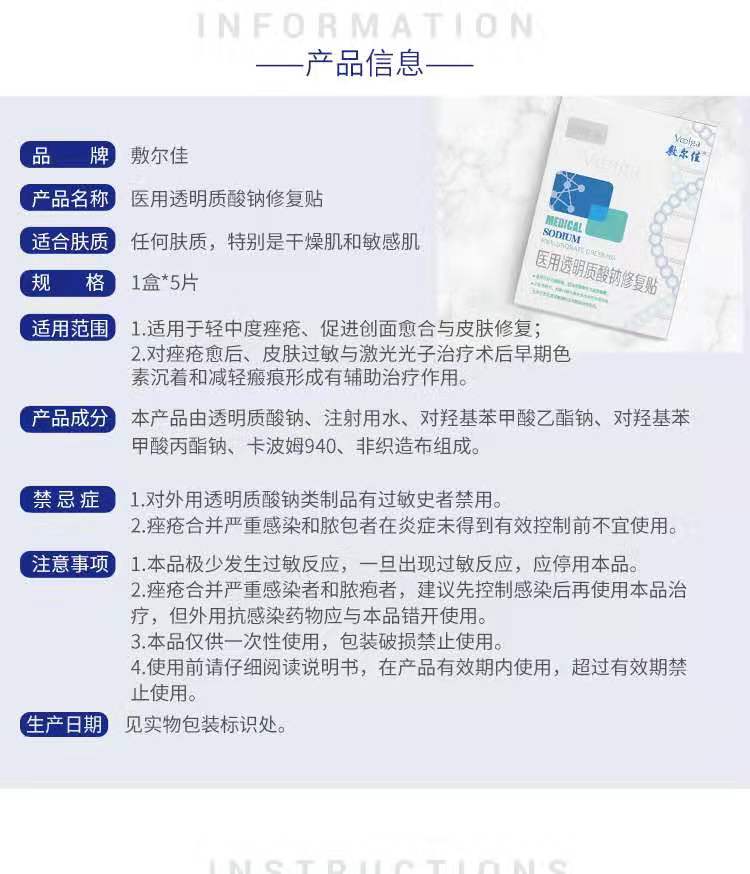 INFORMATION
产品信息
Voolga
敷尔佳
MEDICAL
SODIUM
HYALURONATE DRESSING
医用透明质酸钠修复贴
品 牌 敷尔佳
产品名称 医用透明质酸钠修复贴
适合肤质 任何肤质，特别是干燥肌和敏感肌
规 格 1盒*5片
适用范围 1.适用于轻中度痤疮、促进创面愈合与皮肤修复；
2.对痤疮愈后、皮肤过敏与激光光子治疗术后早期色
素沉着和减轻瘢痕形成有辅助治疗作用。
产品成分 本产品由透明质酸钠、注射用水、对羟基苯甲酸乙酯钠、对羟基苯
甲酸丙酯钠、卡波姆940、非织造布组成。
禁忌症 1.对外用透明质酸钠类制品有过敏史者禁用。
2.痤疮合并严重感染和脓包者在炎症未得到有效控制前不宜使用。
注意事项 1.本品极少发生过敏反应，一旦出现过敏反应，应停用本品。
2.痤疮合并严重感染者和脓疱者，建议先控制感染后再使用本品治
疗，但外用抗感染药物应与本品错开使用。
3.本品仅供一次性使用，包装破损禁止使用。
4.使用前请仔细阅读说明书，在产品有效期内使用，超过有效期禁
止使用。
生产日期 见实物包装标识处。
INSTRUCTIONS